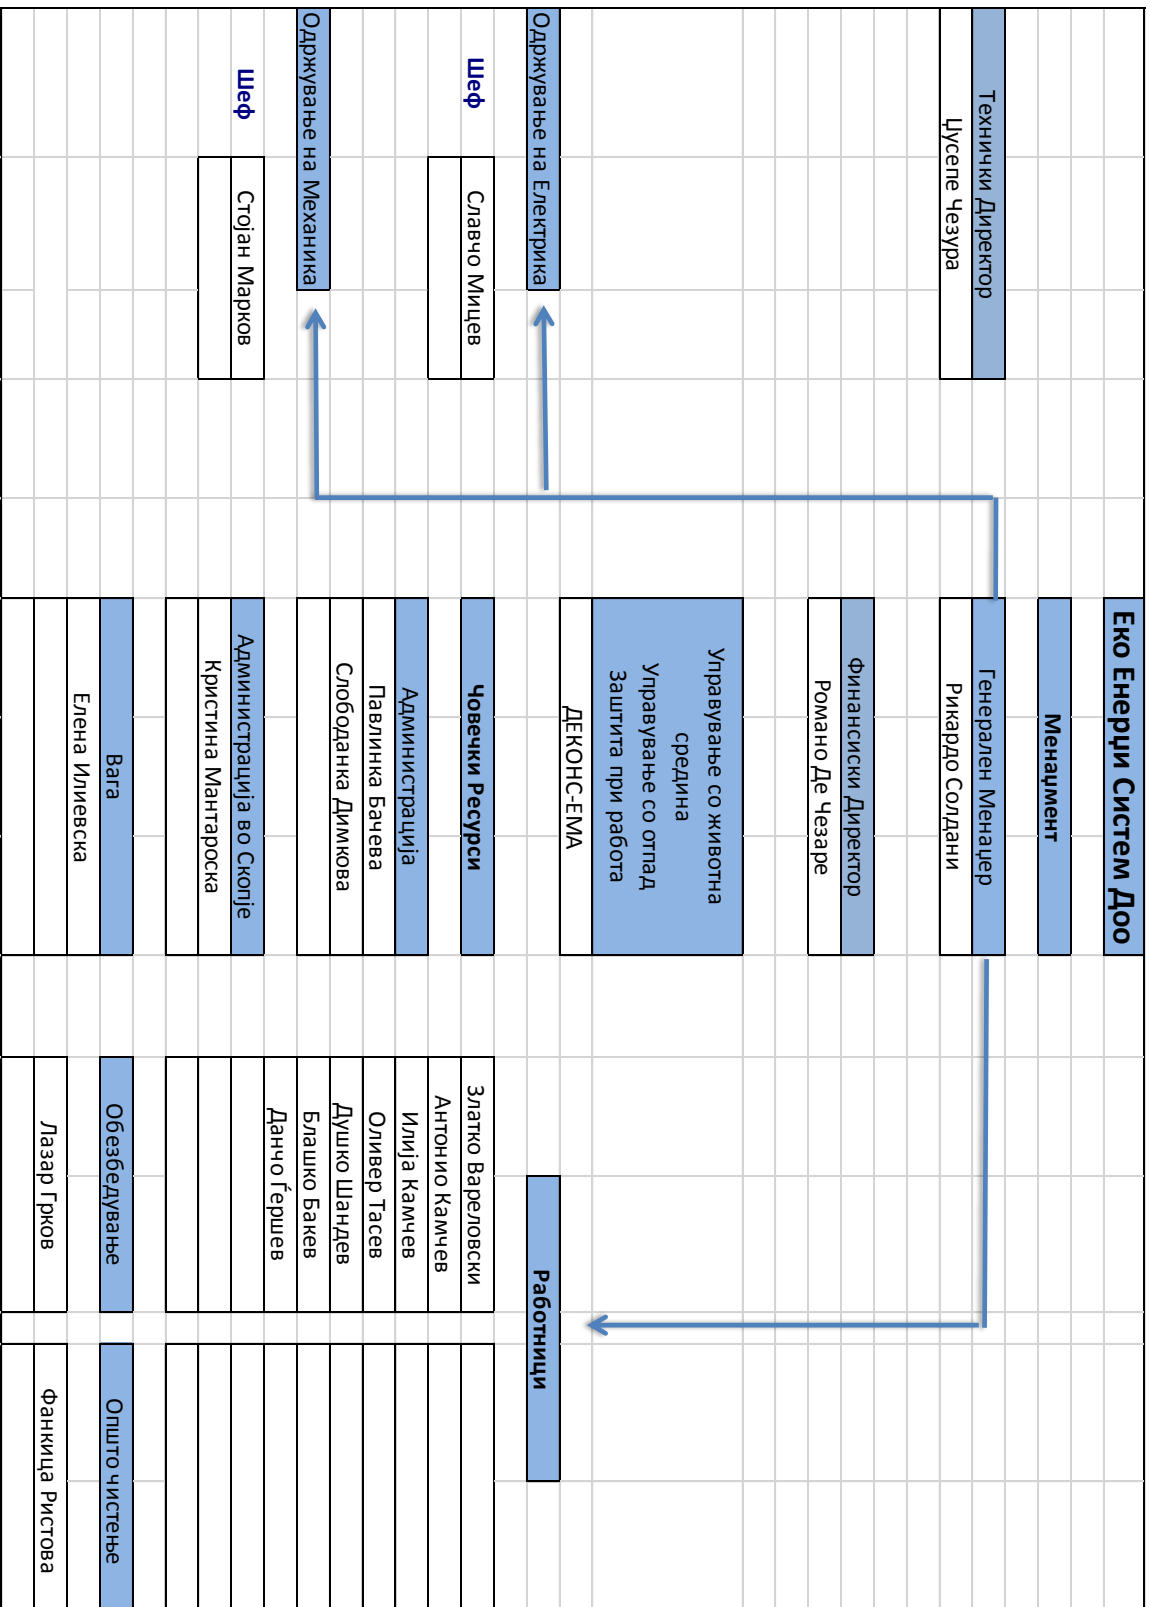 Еко Енерџи Систем Доо
Менаџмент
Технички Директор
Џусепе Чезура
Генерален Менаџер
Рикардо Солдани
Финансиски Директор
Романо Де Чезаре
Управување со животна
средина
Управување со отпад
Заштита при работа
ДЕКОНС-ЕМА
Одржување на Електрика
Шеф
Славчо Мицев
Одржување на Механика
Шеф
Стојан Марков
Човечки Ресурси
Администрација
Павлинка Бачева
Слободанка Димкова
Администрација во Скопје
Кристина Мантароска
Вага
Елена Илиевска
Работници
Златко Вареловски
Антонио Камчев
Илија Камчев
Оливер Тасев
Душко Шандев
Блашко Бакев
Данчо Ѓершев
Обезбедување
Лазар Грков
Општо чистење
Фанкица Ристова